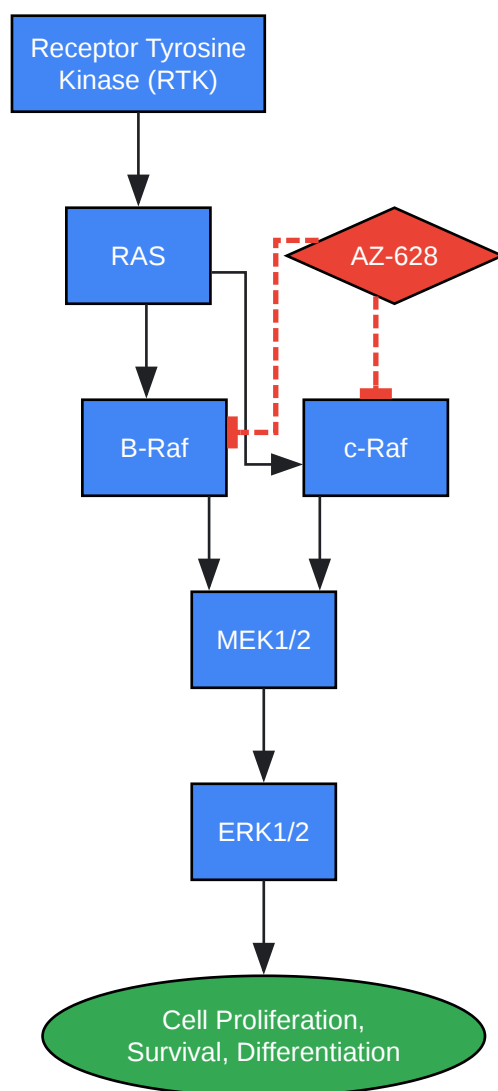 Receptor Tyrosine
Kinase (RTK)
RAS
AZ-628
B-Raf
c-Raf
MEK1/2
ERK1/2
Cell Proliferation,
Survival, Differentiation